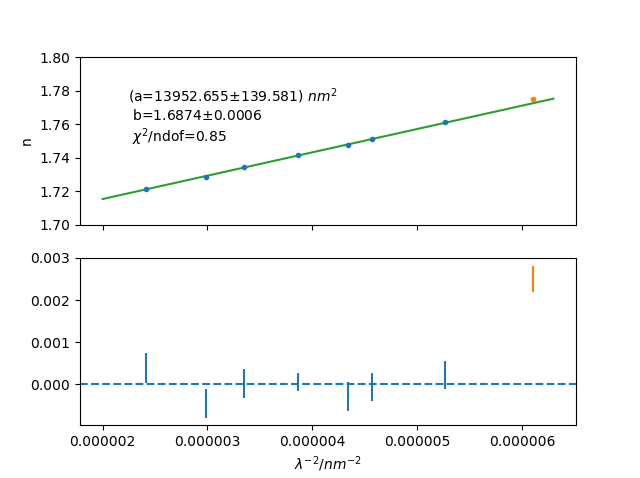 1.80
1.78
1.76
1.74
1.72
1.70
n
(a=13952.655±139.581) nm²
b=1.6874±0.0006
χ²/ndof=0.85
0.003
0.002
0.001
0.000
0.000002 0.000003 0.000004 0.000005 0.000006
λ⁻²/nm⁻²